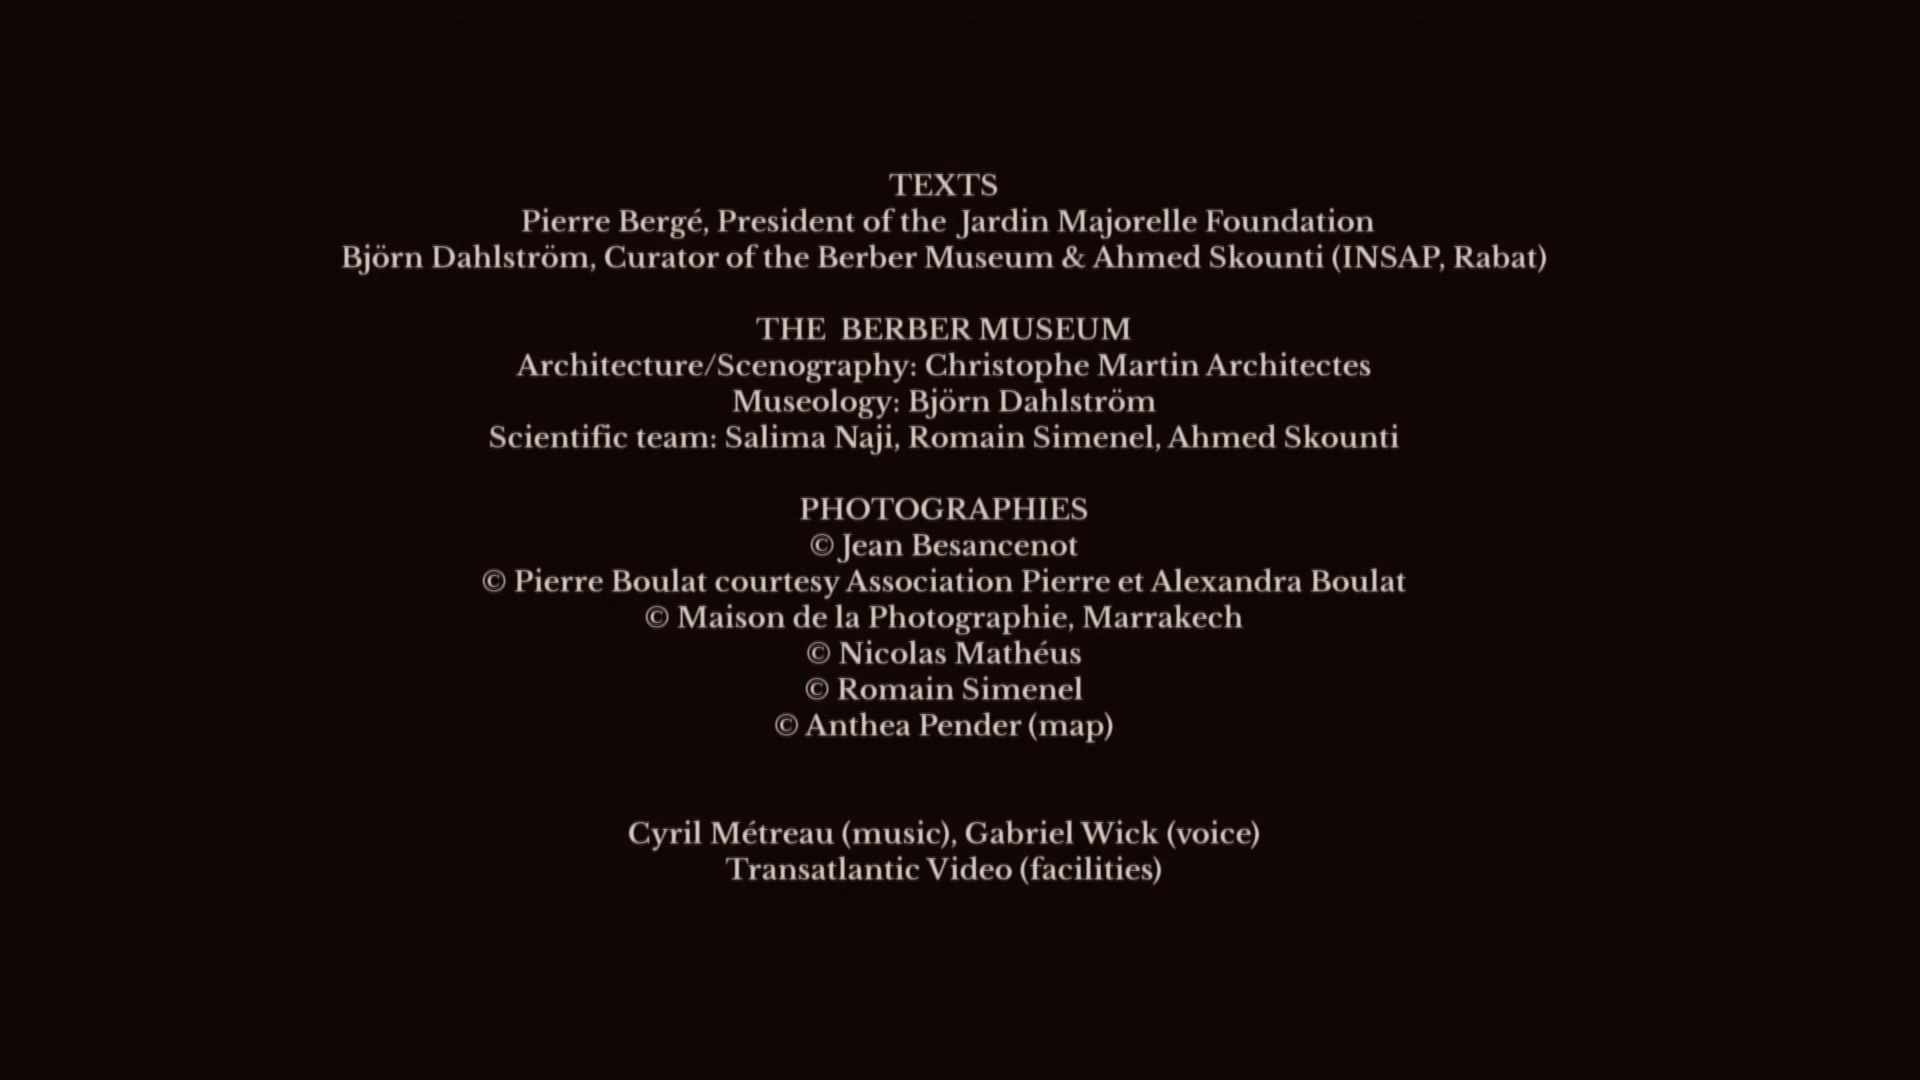 TEXTS
Pierre Bergé, President of the Jardin Majorelle Foundation
Björn Dahlström, Curator of the Berber Museum & Ahmed Skounti (INSAP, Rabat)
THE BERBER MUSEUM
Architecture/Scenography: Christophe Martin Architectes
Museology: Björn Dahlström
Scientific team: Salima Naji, Romain Simenel, Ahmed Skounti
PHOTOGRAPHIES
© Jean Besancenot
© Pierre Boulat courtesy Association Pierre et Alexandra Boulat
© Maison de la Photographie, Marrakech
© Nicolas Mathéus
© Romain Simenel
© Anthea Pender (map)
Cyril Métreau (music), Gabriel Wick (voice)
Transatlantic Video (facilities)